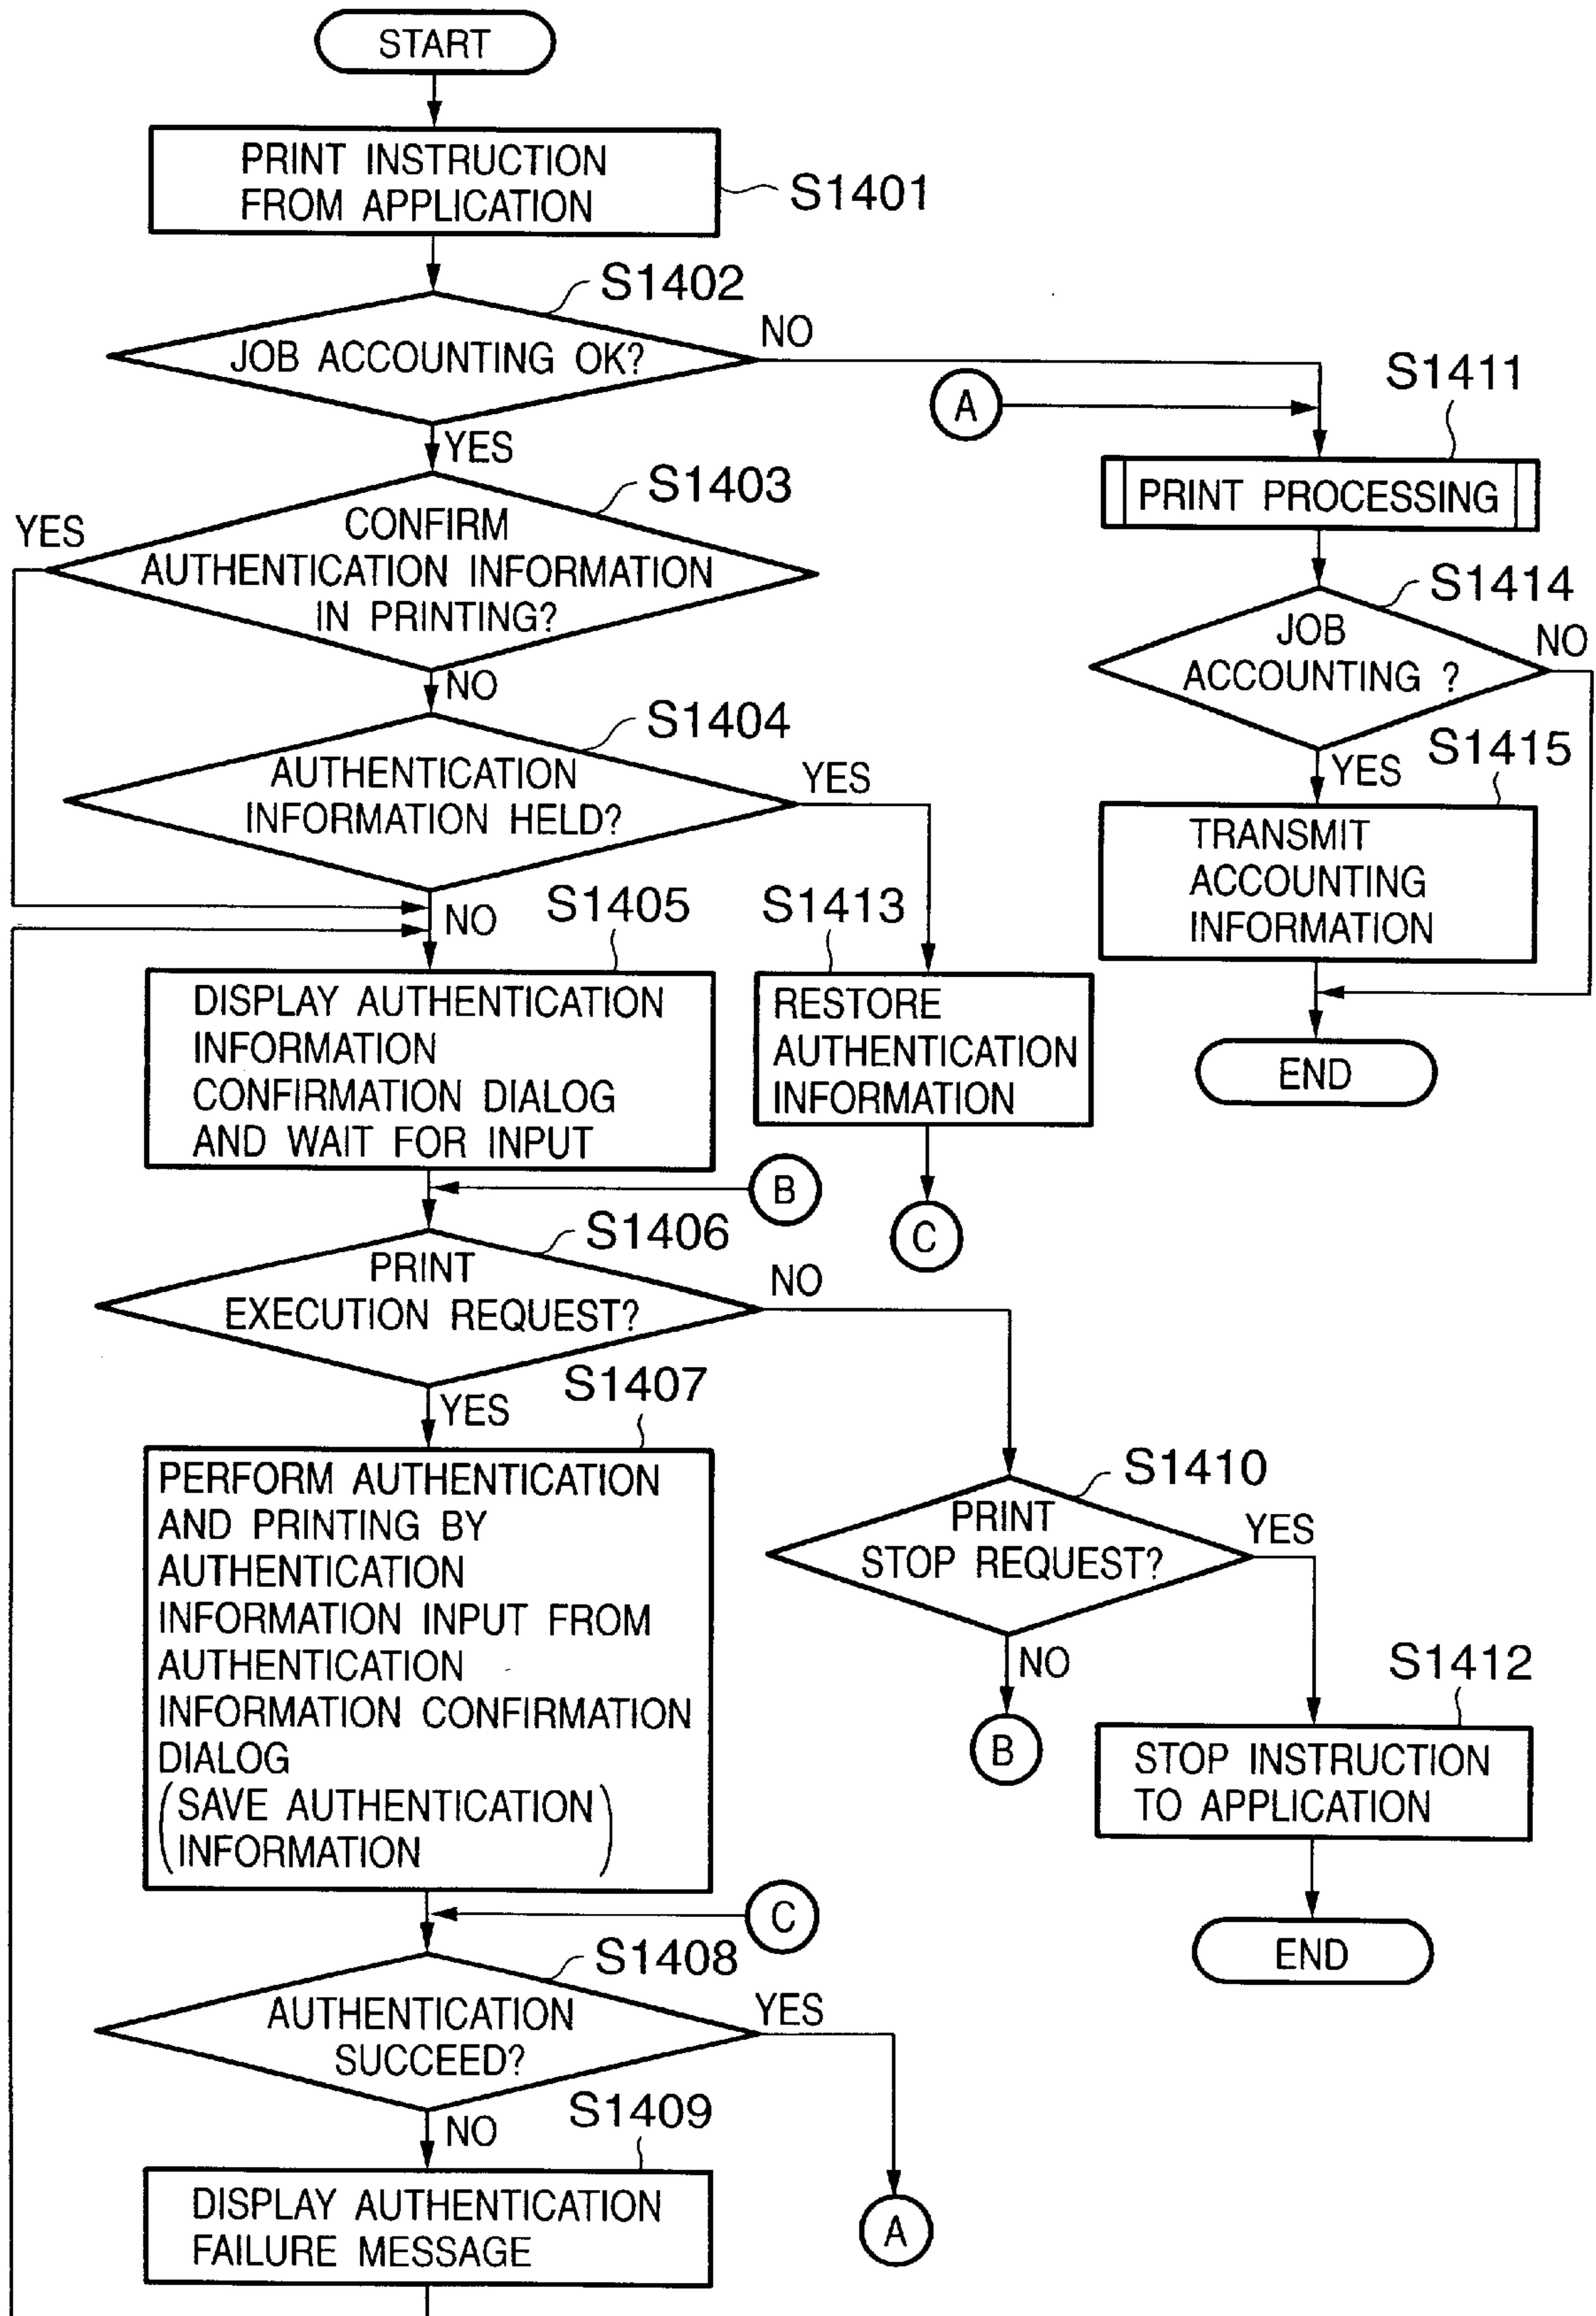 START
PRINT INSTRUCTION
FROM APPLICATION
S1401
S1402
JOB ACCOUNTING OK?
NO
YES
A
S1411
PRINT PROCESSING
S1403
YES
CONFIRM
AUTHENTICATION INFORMATION
IN PRINTING?
NO
S1414
JOB
ACCOUNTING ?
NO
YES
S1404
AUTHENTICATION
INFORMATION HELD?
YES
NO
S1415
TRANSMIT
ACCOUNTING
INFORMATION
END
S1405
DISPLAY AUTHENTICATION
INFORMATION
CONFIRMATION DIALOG
AND WAIT FOR INPUT
S1413
RESTORE
AUTHENTICATION
INFORMATION
C
B
S1406
PRINT
EXECUTION REQUEST?
NO
YES
S1407
PERFORM AUTHENTICATION
AND PRINTING BY
AUTHENTICATION
INFORMATION INPUT FROM
AUTHENTICATION
INFORMATION CONFIRMATION
DIALOG
(SAVE AUTHENTICATION
INFORMATION)
S1410
PRINT
STOP REQUEST?
YES
NO
B
S1412
STOP INSTRUCTION
TO APPLICATION
END
C
S1408
AUTHENTICATION
SUCCEED?
YES
NO
A
S1409
DISPLAY AUTHENTICATION
FAILURE MESSAGE